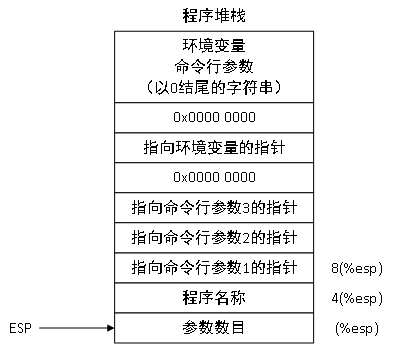 程序堆栈
环境变量
命令行参数
（以0结尾的字符串）
0x0000 0000
指向环境变量的指针
0x0000 0000
指向命令行参数3的指针
指向命令行参数2的指针
指向命令行参数1的指针 8(%esp)
程序名称 4(%esp)
ESP 参数数目 (%esp)